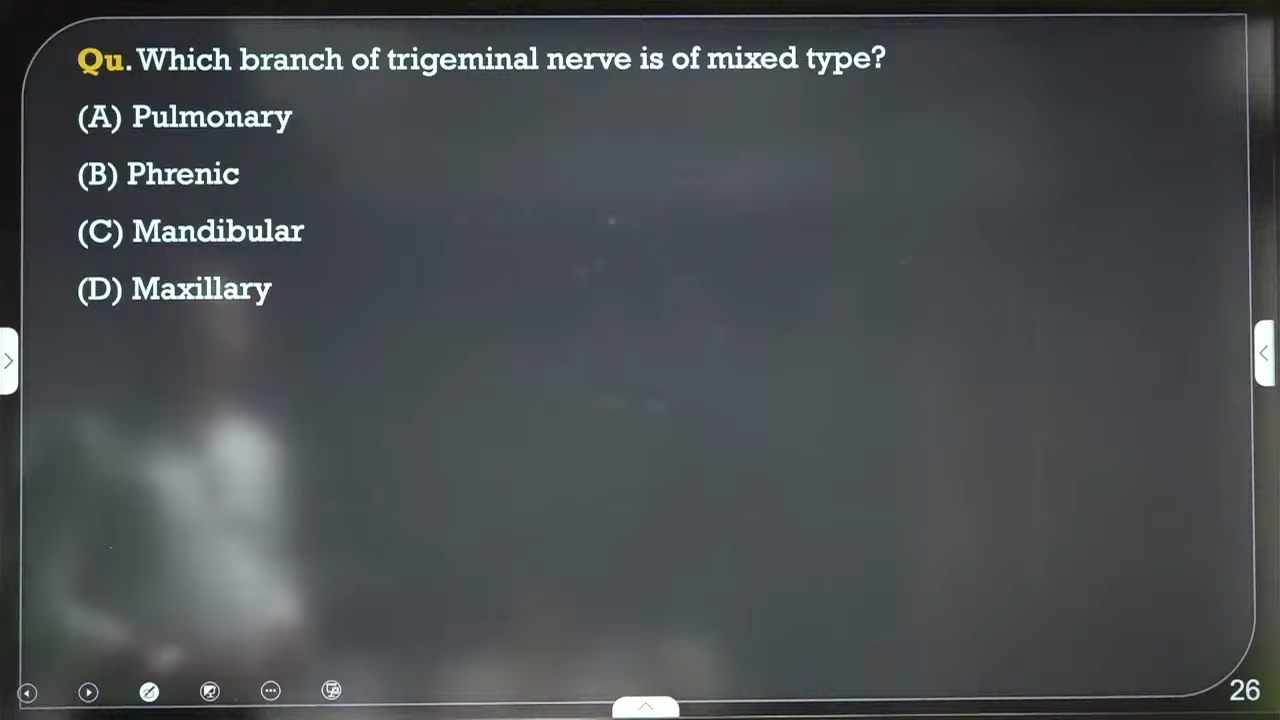 Qu. Which branch of trigeminal nerve is of mixed type?
(A) Pulmonary
(B) Phrenic
(C) Mandibular
(D) Maxillary
26